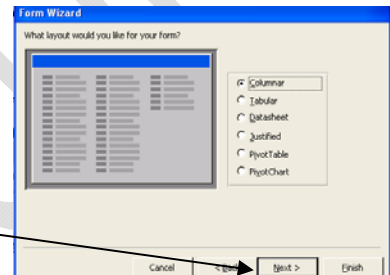 Form Wizard
What layout would you like for your form?
Columnar
Tabular
Datasheet
Justified
PivotTable
PivotChart
Cancel
< Back
Next >
Finish